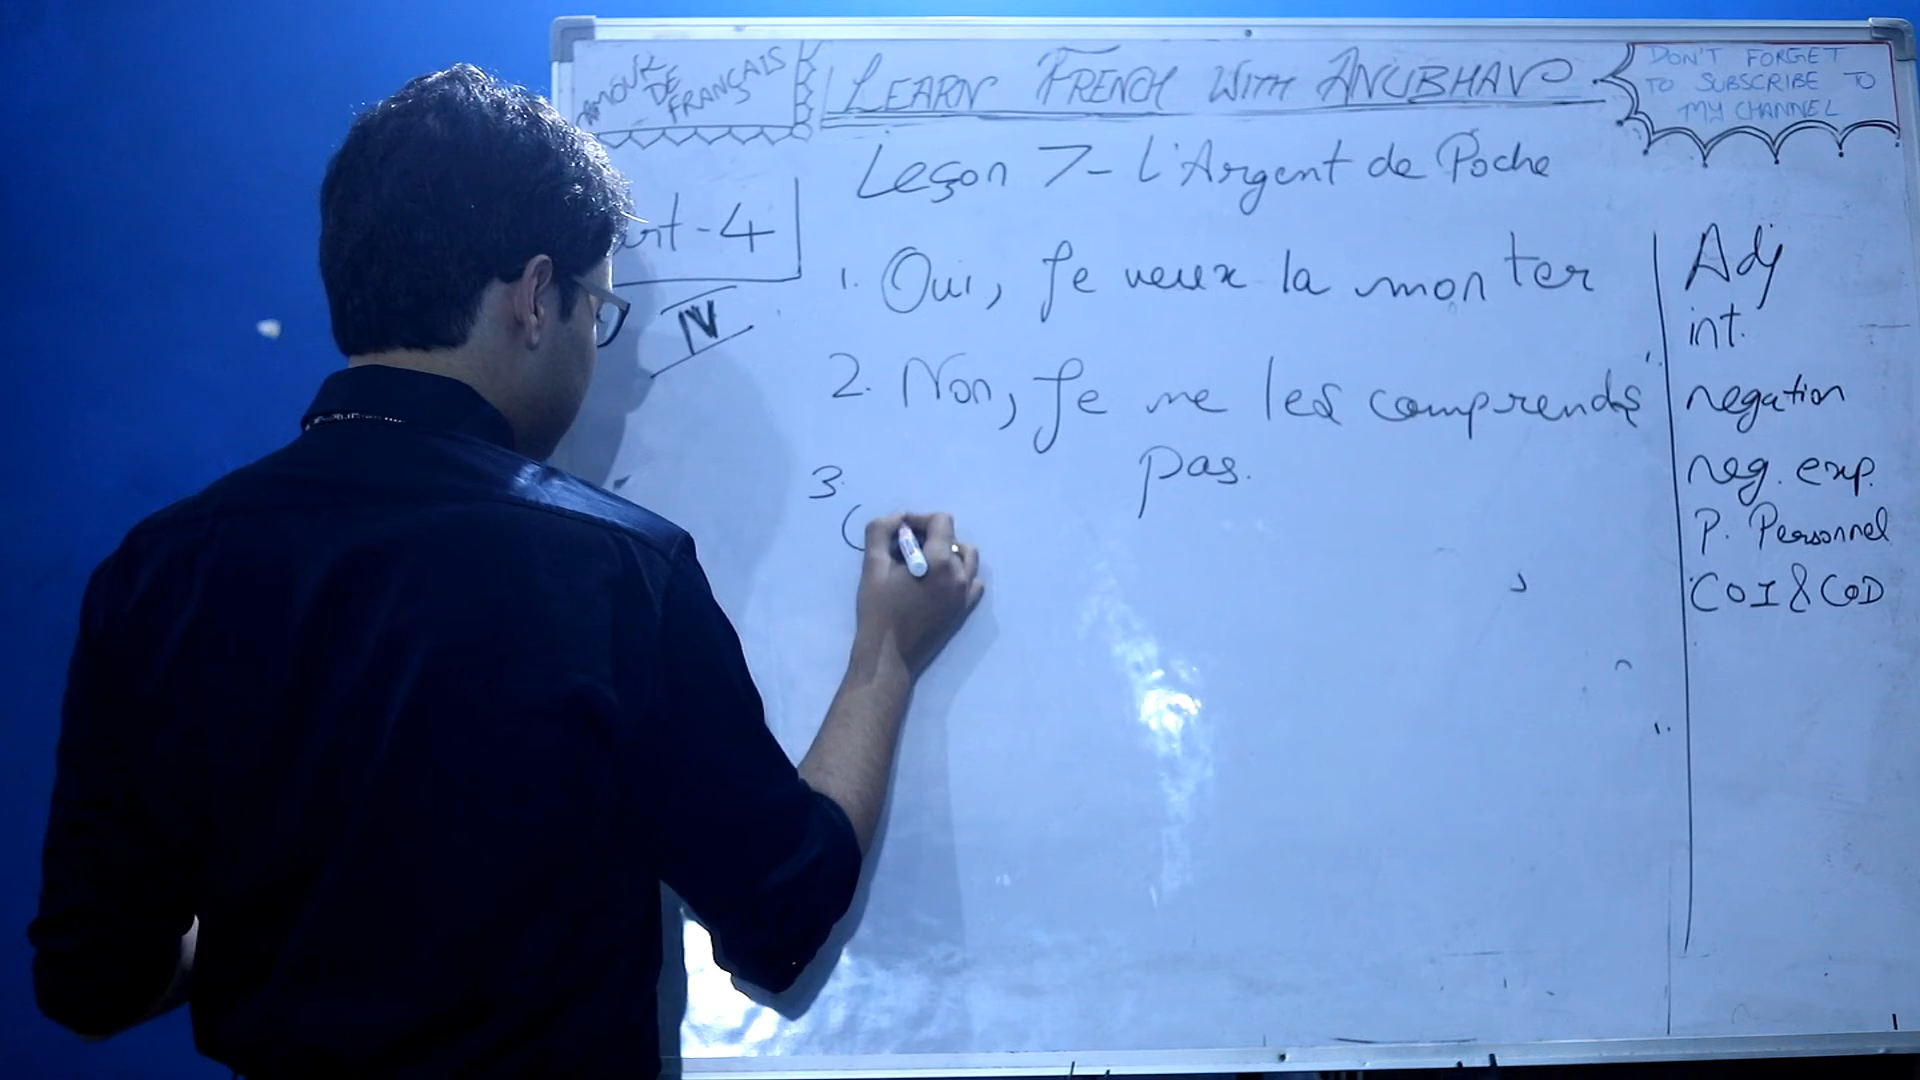 AMOUR
DE
FRANÇAIS
LEARN FRENCH WITH ANUBHAV
DON'T FORGET
TO SUBSCRIBE TO
MY CHANNEL
Leçon 7- L'Argent de Poche
-4
IV
1. Oui, je veux la monter
2. Non, je ne les comprends
pas.
3.
Adj
int.
negation
neg. exp.
P. Personnel
COI & COD